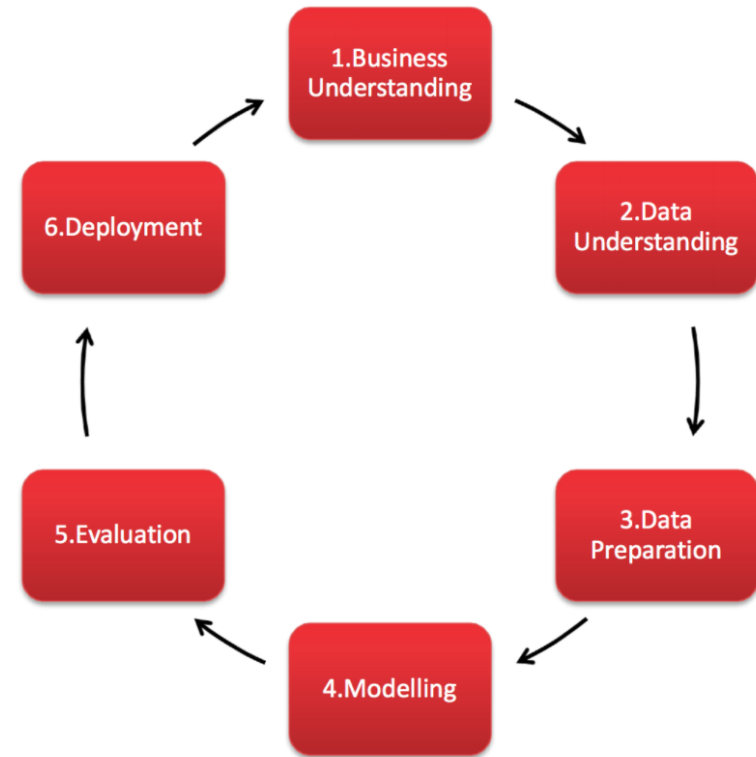 1.Business
Understanding
2.Data
Understanding
3.Data
Preparation
4.Modelling
5.Evaluation
6.Deployment